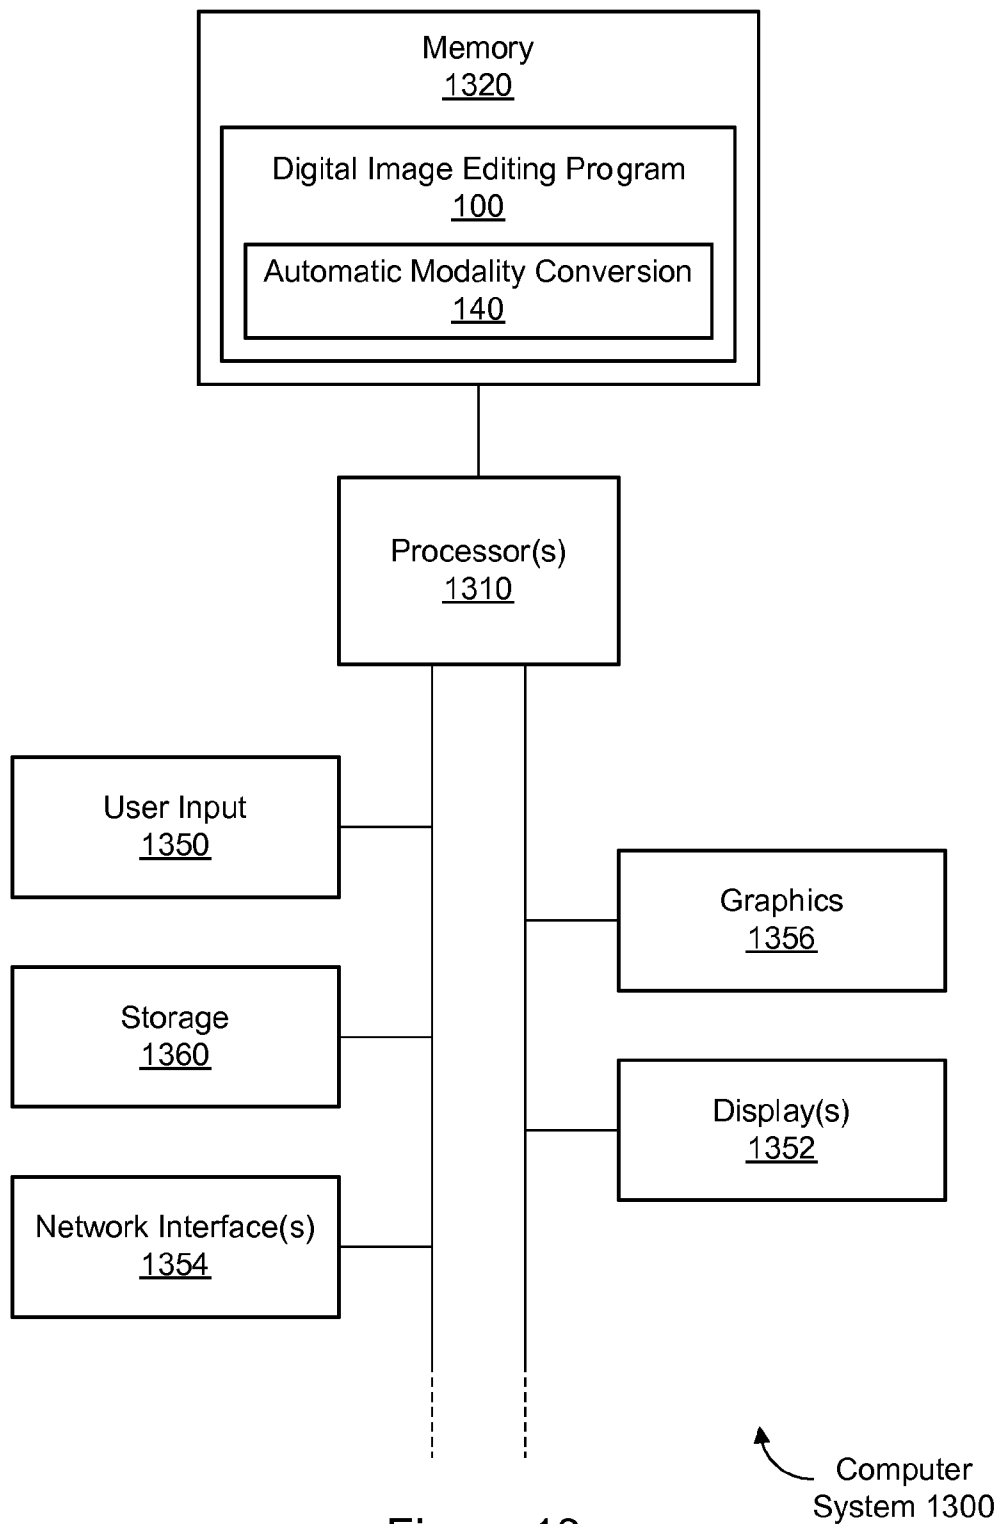 Memory
1320
Digital Image Editing Program
100
Automatic Modality Conversion
140
Processor(s)
1310
User Input
1350
Graphics
1356
Storage
1360
Display(s)
1352
Network Interface(s)
1354
Computer
System 1300